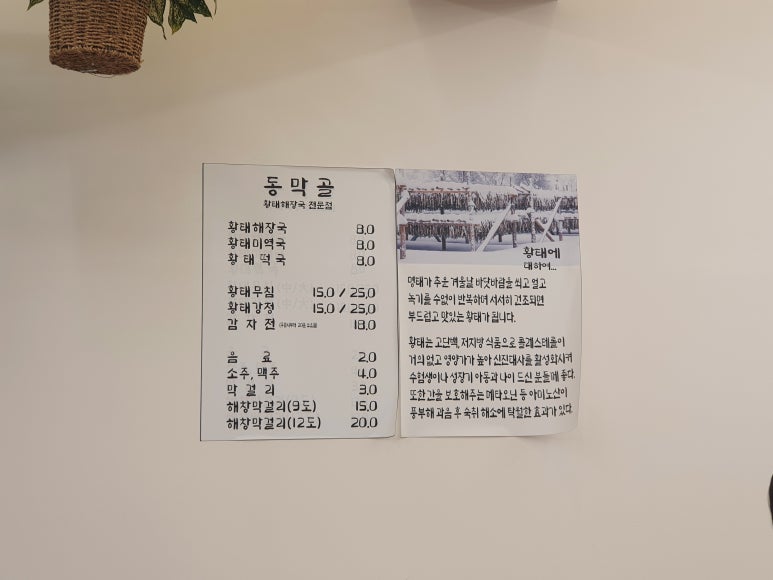 동막골
황태해장국 전문점
황태해장국 8.0
황태미역국 8.0
황태떡국 8.0
황태무침 15.0 / 25.0
황태강정 15.0 / 25.0
감자전 18.0
음료 2.0
소주, 맥주 4.0
막걸리 3.0
해창막걸리(9도) 15.0
해창막걸리(12도) 20.0
황태에
대하여...
명태가 추운 겨울날 바닷바람을 쐬고 얼고
녹기를 수없이 반복하며 서서히 건조되면
부드럽고 맛있는 황태가 됩니다.
황태는 고단백, 저지방 식품으로 콜레스테롤이
거의 없고 영양가가 높아 신진대사를 활성화시켜
수험생이나 성장기 아동과 나이 드신 분들께 좋다.
또한 간을 보호해주는 메타오닌 등 아미노산이
풍부해 과음 후 숙취 해소에 탁월한 효과가 있다.